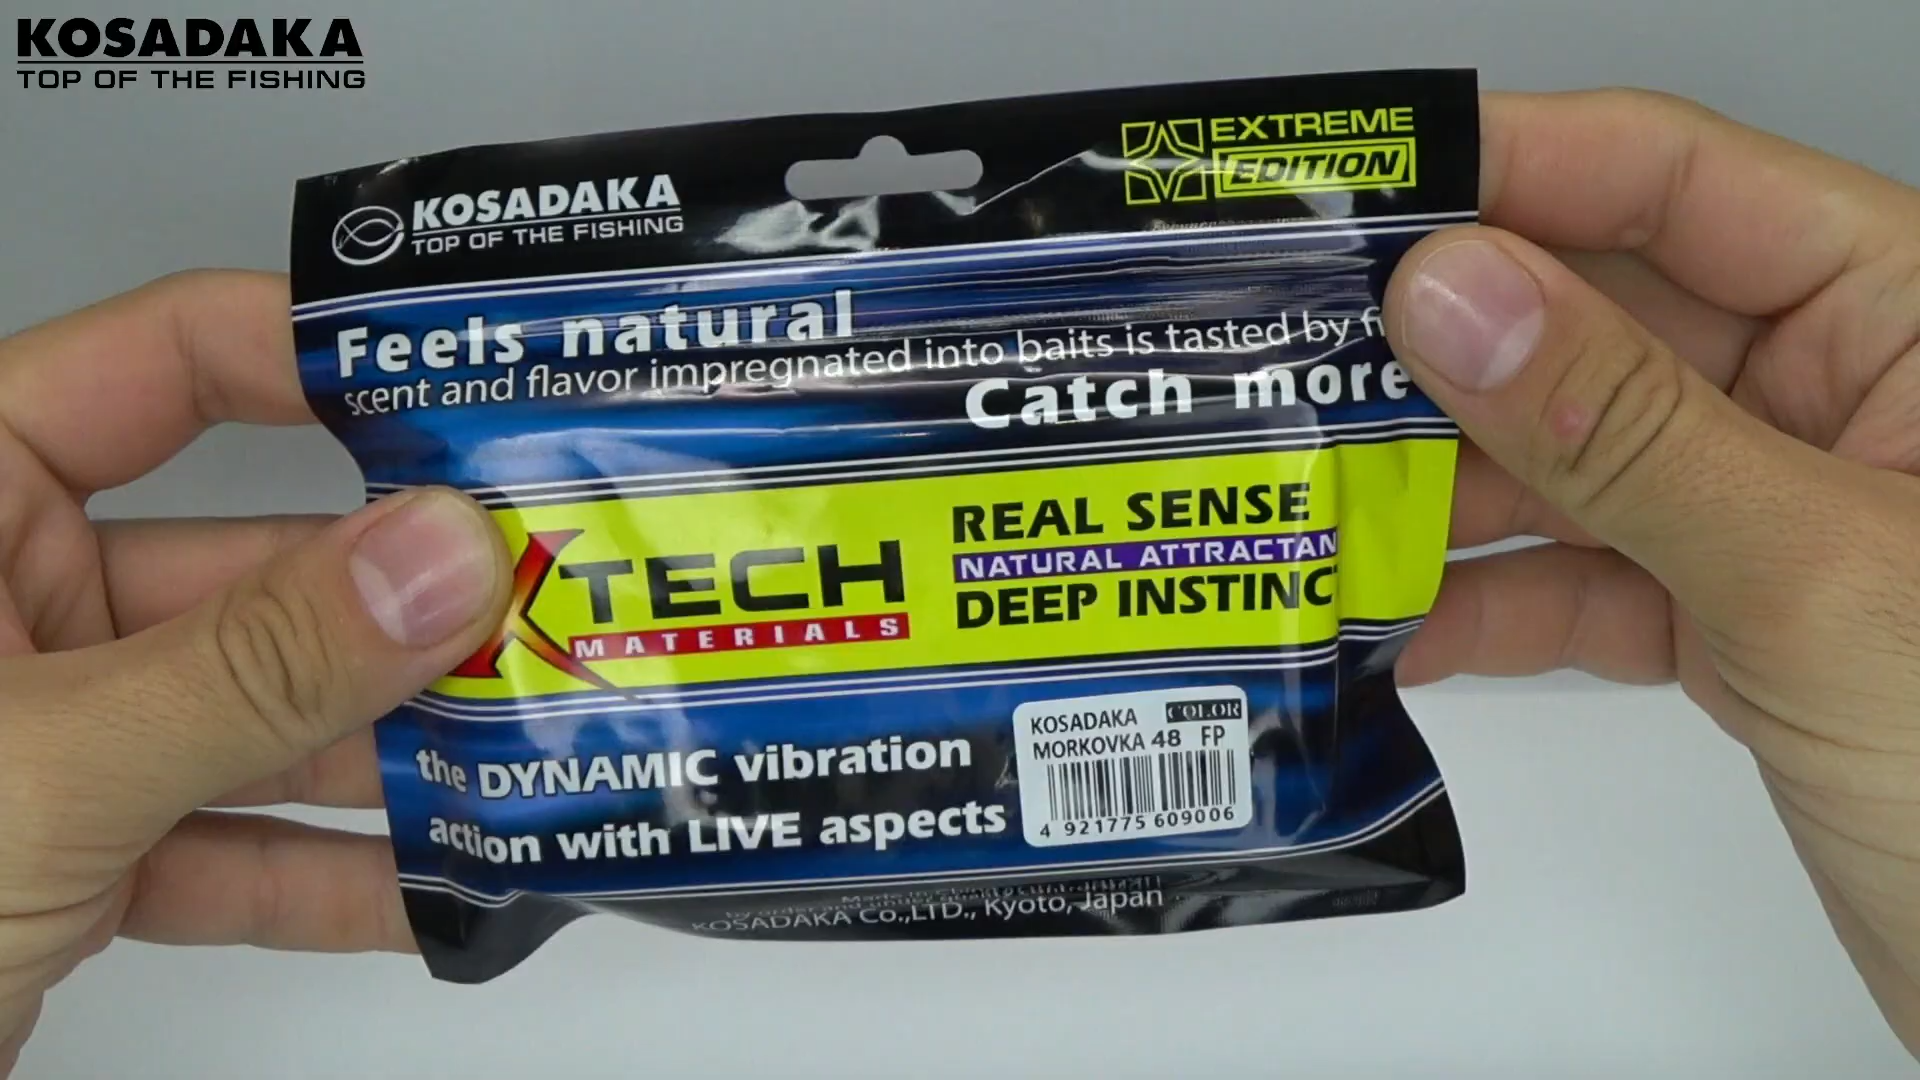 KOSADAKA
TOP OF THE FISHING
KOSADAKA
TOP OF THE FISHING
EXTREME
EDITION
Feels natural
scent and flavor impregnated into baits is tasted by fi
Catch more
XTECH
MATERIALS
REAL SENSE
NATURAL ATTRACTAN
DEEP INSTINC
the DYNAMIC vibration
action with LIVE aspects
KOSADAKA COLOR
MORKOVKA 48 FP
4 921775 609006
KOSADAKA Co.,LTD., Kyoto, Japan